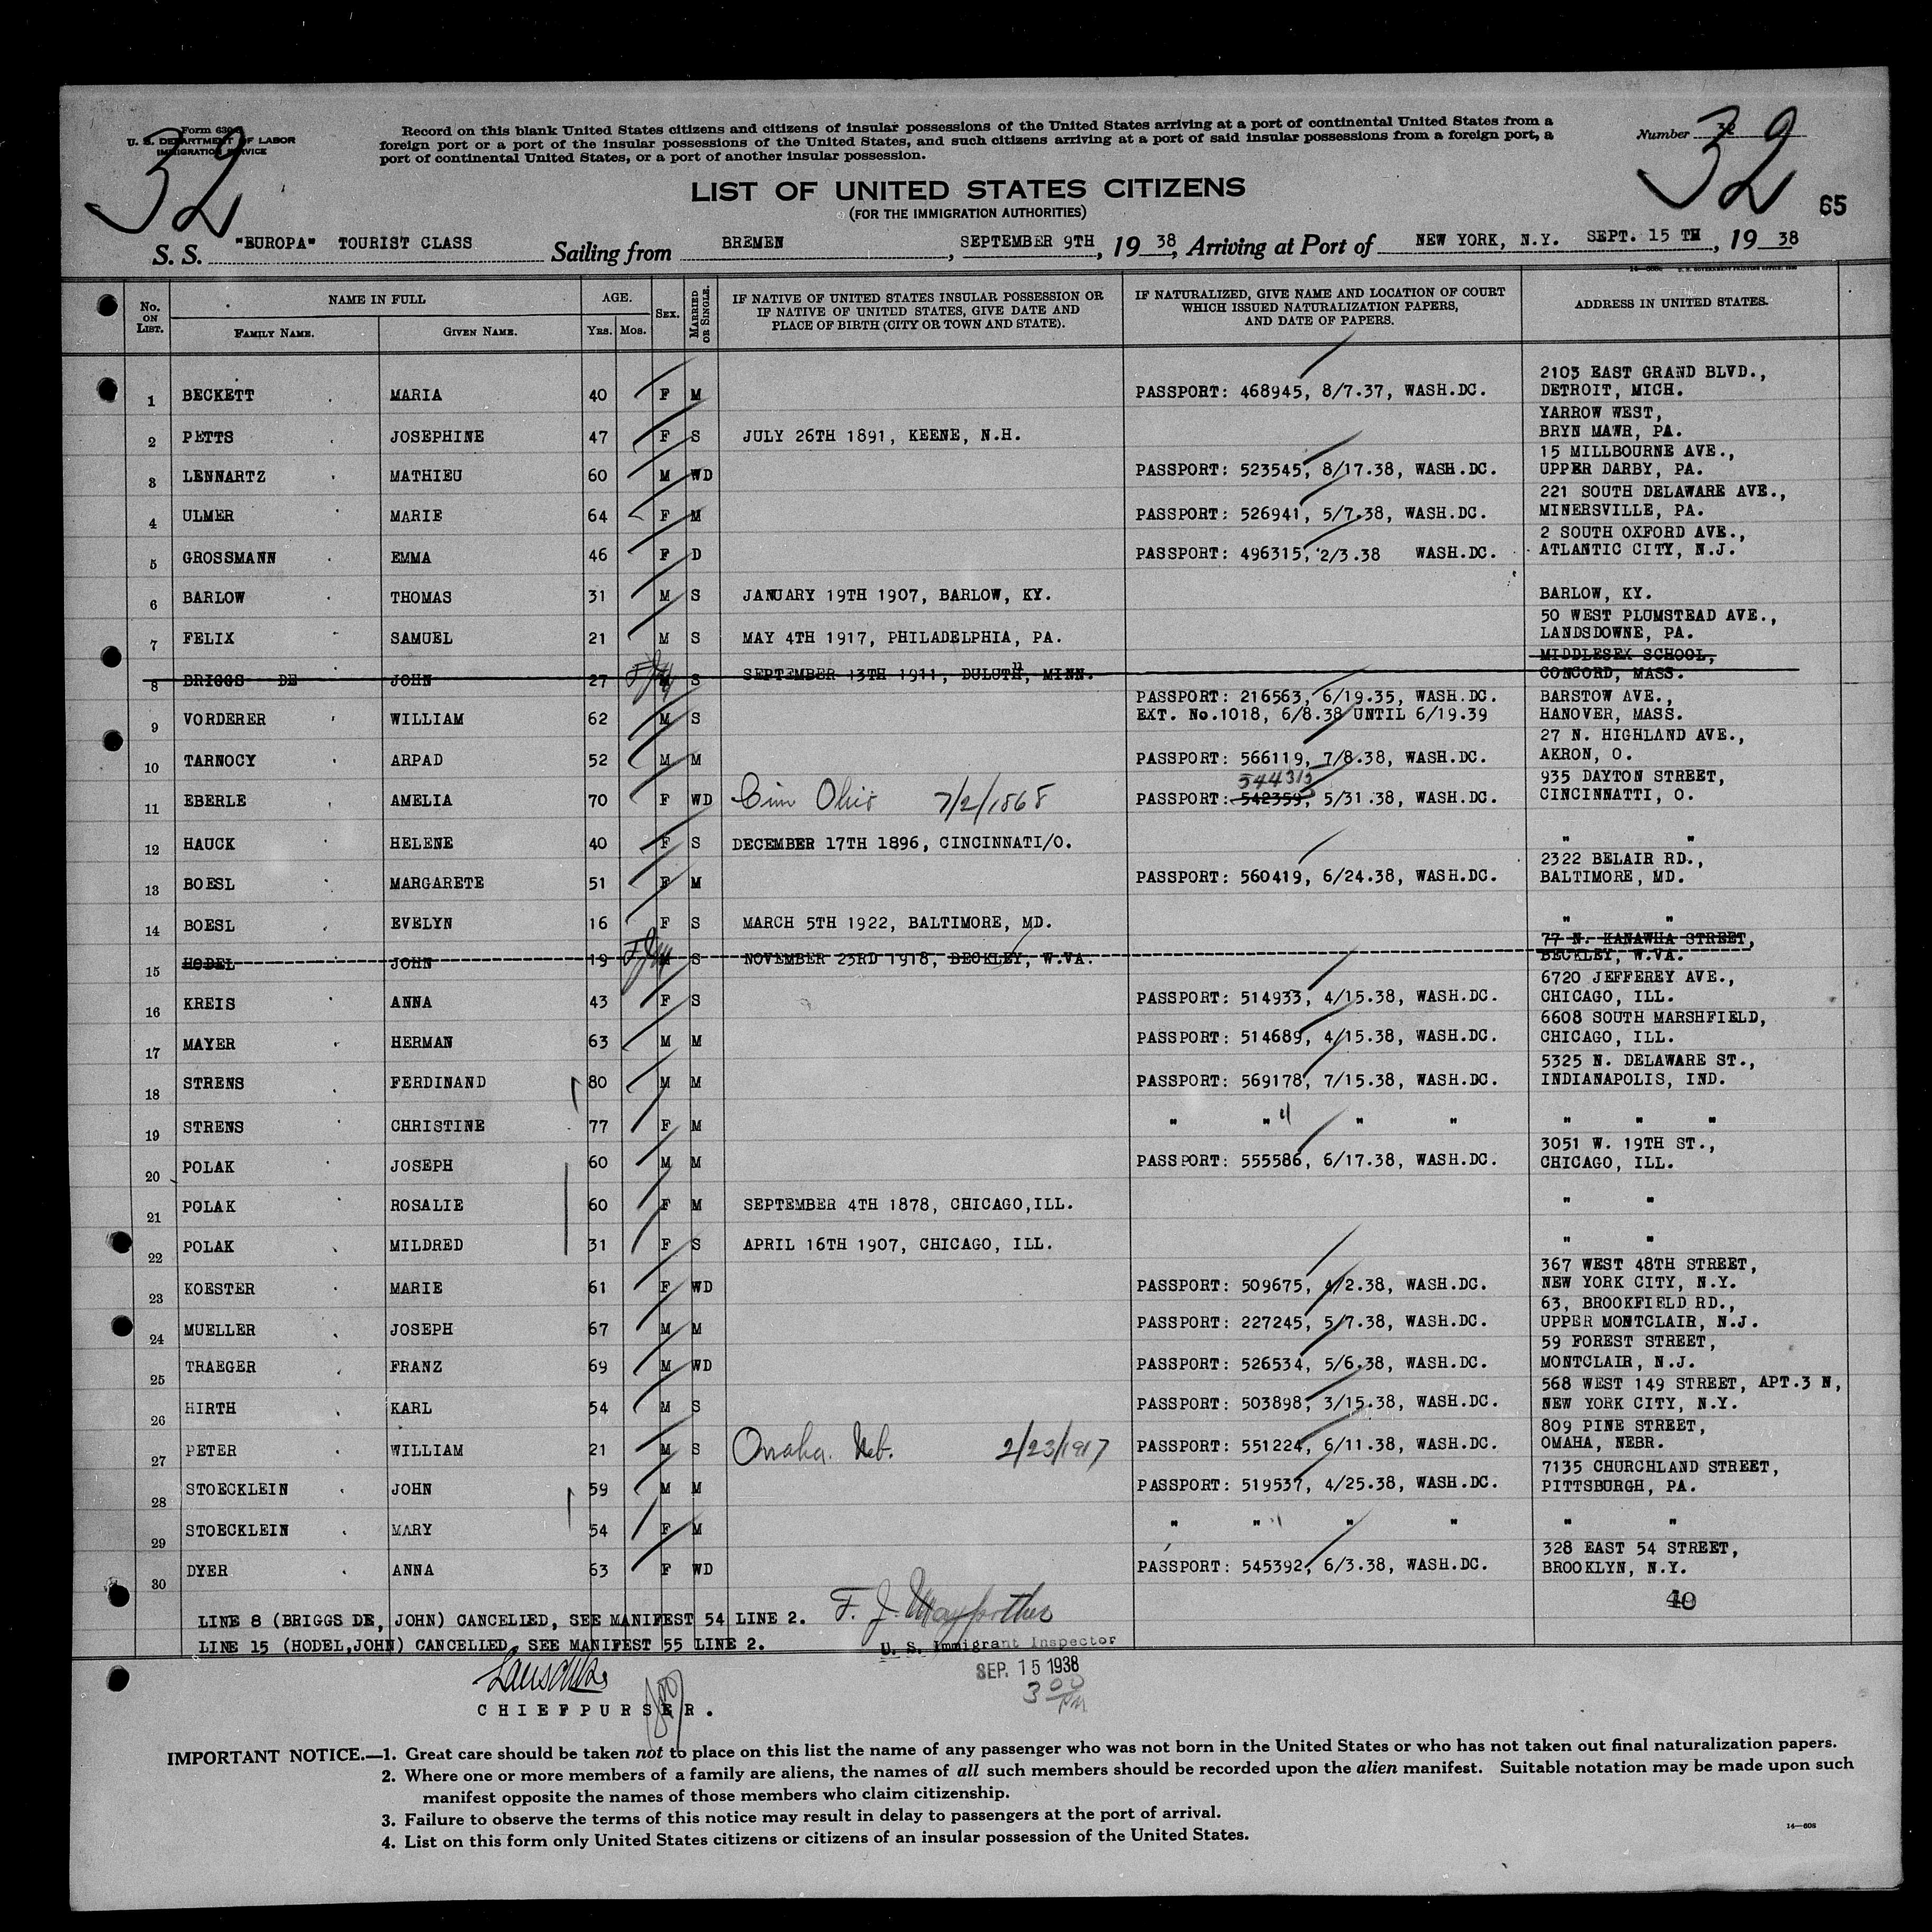 32
Form 630
U. S. DEPARTMENT OF LABOR
IMMIGRATION SERVICE
Record on this blank United States citizens and citizens of insular possessions of the United States arriving at a port of continental United States from a
foreign port or a port of the insular possessions of the United States, and such citizens arriving at a port of said insular possessions from a foreign port, a
port of continental United States, or a port of another insular possession.
Number 32
32
65
LIST OF UNITED STATES CITIZENS
(FOR THE IMMIGRATION AUTHORITIES)
S. S. "EUROPA" TOURIST CLASS Sailing from BREMEN, SEPTEMBER 9TH, 19 38, Arriving at Port of NEW YORK, N.Y. SEPT. 15 TH, 19 38
No. ON LIST. NAME IN FULL FAMILY NAME. GIVEN NAME. AGE. YRS. MOS. SEX. MARRIED OR SINGLE. IF NATIVE OF UNITED STATES INSULAR POSSESSION OR IF NATIVE OF UNITED STATES, GIVE DATE AND PLACE OF BIRTH (CITY OR TOWN AND STATE). IF NATURALIZED, GIVE NAME AND LOCATION OF COURT WHICH ISSUED NATURALIZATION PAPERS, AND DATE OF PAPERS. ADDRESS IN UNITED STATES.
1 BECKETT MARIA 40 F M PASSPORT: 468945, 8/7.37, WASH.DC. 2103 EAST GRAND BLVD., DETROIT, MICH.
2 PETTS JOSEPHINE 47 F S JULY 26TH 1891, KEENE, N.H. YARROW WEST, BRYN MAWR, PA.
3 LENNARTZ MATHIEU 60 M WD PASSPORT: 523545, 8/17.38, WASH.DC. 15 MILLBOURNE AVE., UPPER DARBY, PA.
4 ULMER MARIE 64 F M PASSPORT: 526941, 5/7.38, WASH.DC. 221 SOUTH DELAWARE AVE., MINERSVILLE, PA.
5 GROSSMANN EMMA 46 F D PASSPORT: 496315, 2/3.38 WASH.DC. 2 SOUTH OXFORD AVE., ATLANTIC CITY, N.J.
6 BARLOW THOMAS 31 M S JANUARY 19TH 1907, BARLOW, KY. BARLOW, KY.
7 FELIX SAMUEL 21 M S MAY 4TH 1917, PHILADELPHIA, PA. 50 WEST PLUMSTEAD AVE., LANDSDOWNE, PA.
8 BRIGGS DE JOHN 27 M S SEPTEMBER 13TH 1911, DULUTH, MINN. MIDDLESEX SCHOOL, CONCORD, MASS.
9 VORDERER WILLIAM 62 M S PASSPORT: 216563, 6/19.35, WASH.DC. EXT. No.1018, 6/8.38 UNTIL 6/19.39 BARSTOW AVE., HANOVER, MASS.
10 TARNOCY ARPAD 52 M M PASSPORT: 566119, 7/8.38, WASH.DC. 27 N. HIGHLAND AVE., AKRON, O.
11 EBERLE AMELIA 70 F WD Cin Ohio 7/2/1868 PASSPORT: 542359, 544313 5/31.38, WASH.DC. 935 DAYTON STREET, CINCINNATTI, O.
12 HAUCK HELENE 40 F S DECEMBER 17TH 1896, CINCINNATI/O. " "
13 BOESL MARGARETE 51 F M PASSPORT: 560419, 6/24.38, WASH.DC. 2322 BELAIR RD., BALTIMORE, MD.
14 BOESL EVELYN 16 F S MARCH 5TH 1922, BALTIMORE, MD. " "
15 HODEL JOHN 19 M S NOVEMBER 23RD 1918, BECKLEY, W.VA. 77 N. KANAWHA STREET, BECKLEY, W.VA.
16 KREIS ANNA 43 F S PASSPORT: 514933, 4/15.38, WASH.DC. 6720 JEFFEREY AVE., CHICAGO, ILL.
17 MAYER HERMAN 63 M M PASSPORT: 514689, 4/15.38, WASH.DC. 6608 SOUTH MARSHFIELD, CHICAGO, ILL.
18 STRENS FERDINAND 80 M M PASSPORT: 569178, 7/15.38, WASH.DC. 5325 N. DELAWARE ST., INDIANAPOLIS, IND.
19 STRENS CHRISTINE 77 F M " " " " " " "
20 POLAK JOSEPH 60 M M PASSPORT: 555586, 6/17.38, WASH.DC. 3051 W. 19TH ST., CHICAGO, ILL.
21 POLAK ROSALIE 60 F M SEPTEMBER 4TH 1878, CHICAGO,ILL. " "
22 POLAK MILDRED 31 F S APRIL 16TH 1907, CHICAGO, ILL. " "
23 KOESTER MARIE 61 F WD PASSPORT: 509675, 4/2.38, WASH.DC. 367 WEST 48TH STREET, NEW YORK CITY, N.Y.
24 MUELLER JOSEPH 67 M M PASSPORT: 227245, 5/7.38, WASH.DC. 63, BROOKFIELD RD., UPPER MONTCLAIR, N.J.
25 TRAEGER FRANZ 69 M WD PASSPORT: 526534, 5/6.38, WASH.DC. 59 FOREST STREET, MONTCLAIR, N.J.
26 HIRTH KARL 54 M S PASSPORT: 503898, 3/15.38, WASH.DC. 568 WEST 149 STREET, APT.3 N, NEW YORK CITY, N.Y.
27 PETER WILLIAM 21 M S Omaha. Neb. 2/23/1917 PASSPORT: 551224, 6/11.38, WASH.DC. 809 PINE STREET, OMAHA, NEBR.
28 STOECKLEIN JOHN 59 M M PASSPORT: 519537, 4/25.38, WASH.DC. 7135 CHURCHLAND STREET, PITTSBURGH, PA.
29 STOECKLEIN MARY 54 F M " " " " " "
30 DYER ANNA 63 F WD PASSPORT: 545392, 6/3.38, WASH.DC. 328 EAST 54 STREET, BROOKLYN, N.Y.
LINE 8 (BRIGGS DE, JOHN) CANCELLED, SEE MANIFEST 54 LINE 2. F. J.
LINE 15 (HODEL,JOHN) CANCELLED, SEE MANIFEST 55 LINE 2. U. S. Immigrant Inspector
SEP. 15 1938
3 00 PM
CHIEFPURSER.
IMPORTANT NOTICE.—1. Great care should be taken not to place on this list the name of any passenger who was not born in the United States or who has not taken out final naturalization papers.
2. Where one or more members of a family are aliens, the names of all such members should be recorded upon the alien manifest. Suitable notation may be made upon such
manifest opposite the names of those members who claim citizenship.
3. Failure to observe the terms of this notice may result in delay to passengers at the port of arrival.
4. List on this form only United States citizens or citizens of an insular possession of the United States.
14—608